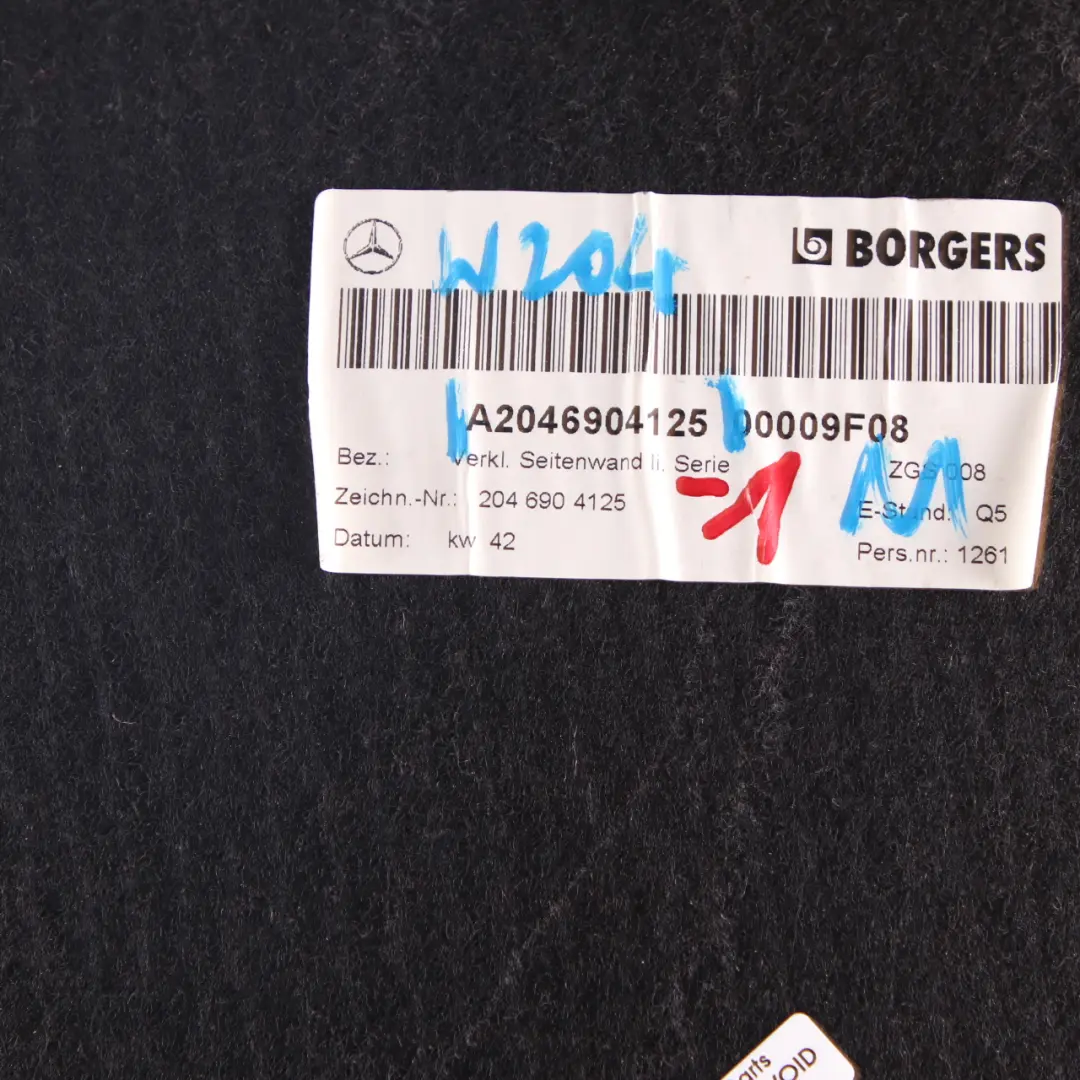 W204
BORGERS
A2046904125 00009F08
Bez.: Verkl. Seitenwand li. Serie ZGS 008
-1 M
Zeichn.-Nr.: 204 690 4125 E-Stand: Q5
Datum: kw 42 Pers.nr.: 1261
VOID